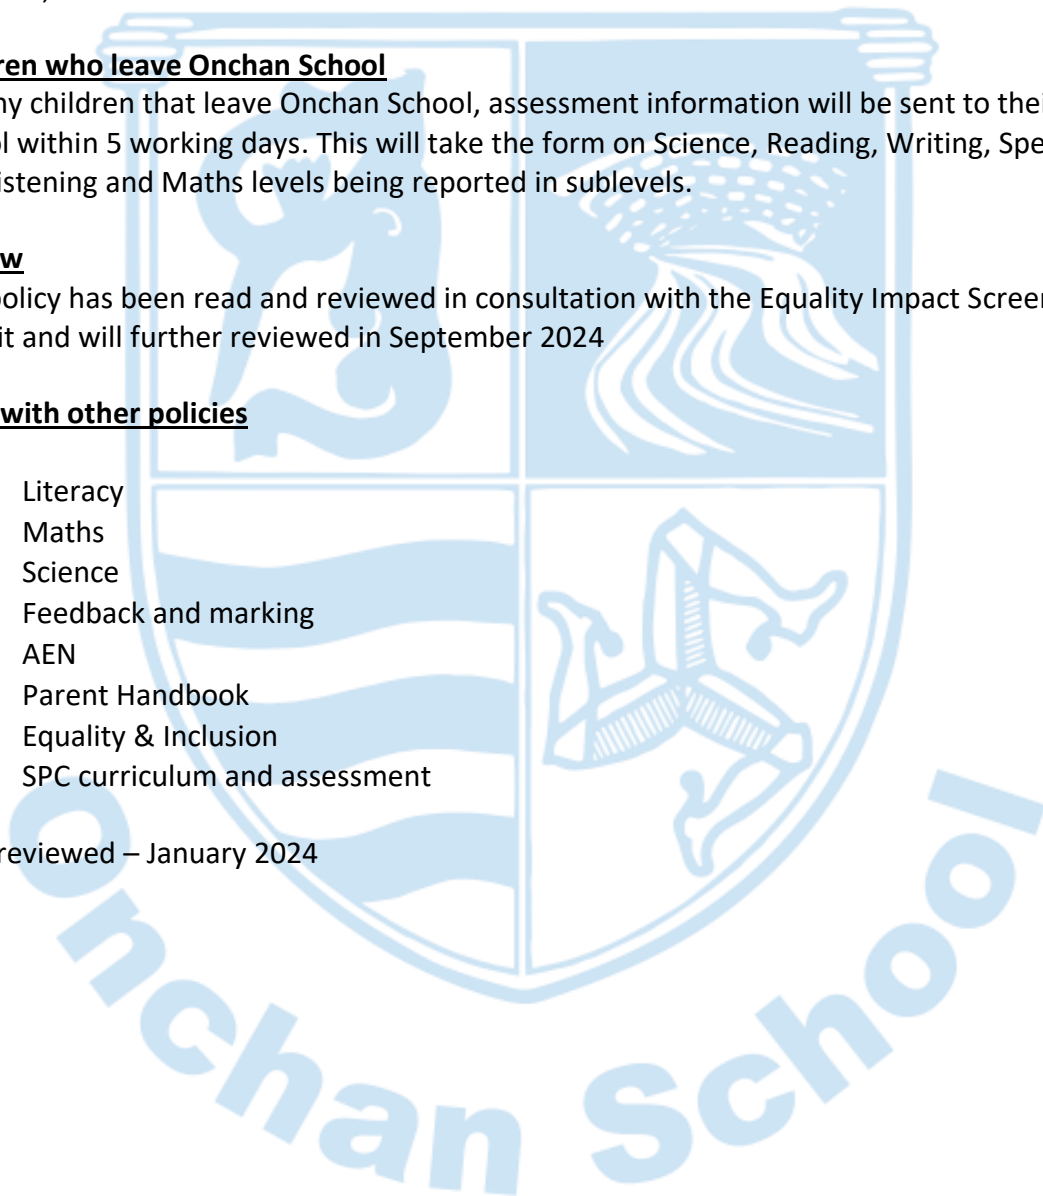 ren who leave Onchan School
ny children that leave Onchan School, assessment information will be sent to thei
ol within 5 working days. This will take the form on Science, Reading, Writing, Spe
istening and Maths levels being reported in sublevels.
w
policy has been read and reviewed in consultation with the Equality Impact Screen
it and will further reviewed in September 2024
with other policies
Literacy
Maths
Science
Feedback and marking
AEN
Parent Handbook
Equality & Inclusion
SPC curriculum and assessment
reviewed – January 2024
Onchan School